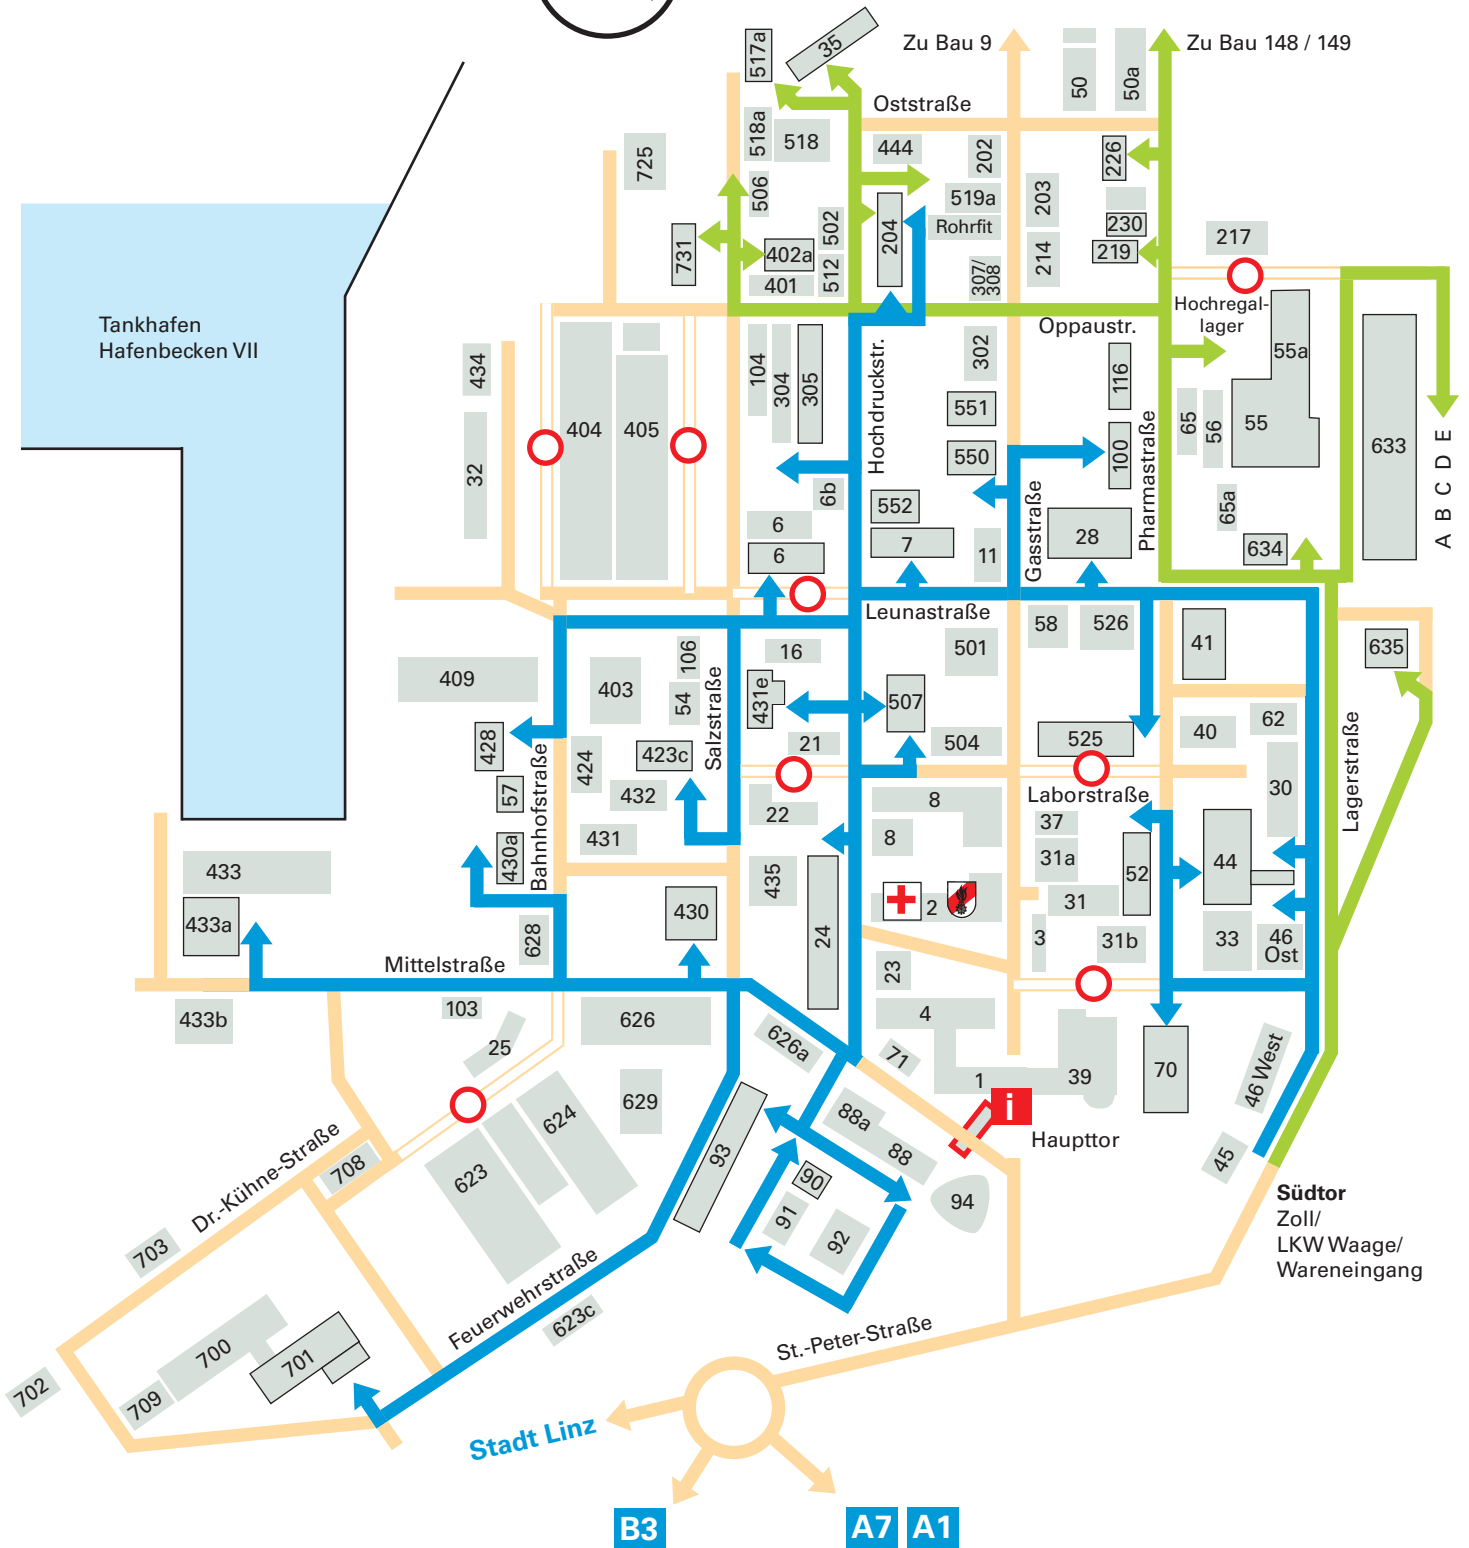 517a
35
Zu Bau 9
50
50a
Zu Bau 148 / 149
Oststraße
518a
518
444
202
226
725
506
519a
203
Rohrfit
230
502
204
731
402a
219
217
214
401
512
307/
308
Tankhafen
Hafenbecken VII
Hochregal-
lager
Oppaustr.
434
104
304
305
Hochdruckstr.
302
116
55a
404
405
551
65
56
55
633
32
550
100
Pharmastraße
A B C D E
6b
552
65a
6
7
11
Gasstraße
28
634
6
Leunastraße
58
526
41
635
16
501
106
409
403
54
431e
507
Salzstraße
428
424
423c
21
504
525
40
62
Bahnhofstraße
57
432
22
8
Laborstraße
30
Lagerstraße
430a
431
8
37
31a
52
44
433
435
433a
430
24
2
31
628
3
31b
33
46
Ost
Mittelstraße
23
103
433b
626
4
25
626a
71
1
39
70
46 West
i
629
624
88a
Haupttor
Dr.-Kühne-Straße
708
623
93
88
45
90
94
Südtor
Zoll/
LKW Waage/
Wareneingang
91
92
703
Feuerwehrstraße
623c
700
701
St.-Peter-Straße
702
709
Stadt Linz
B3
A7
A1